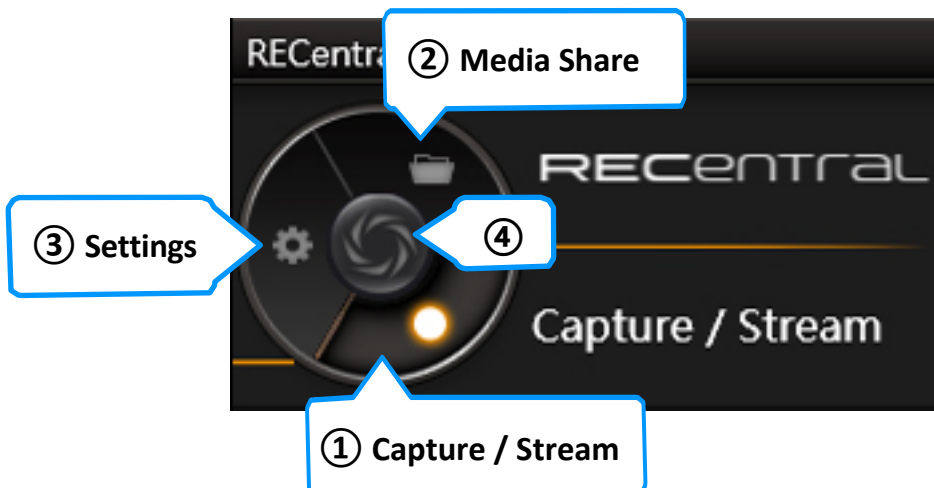 RECentra
② Media Share
RECentral
③ Settings
④
Capture / Stream
① Capture / Stream